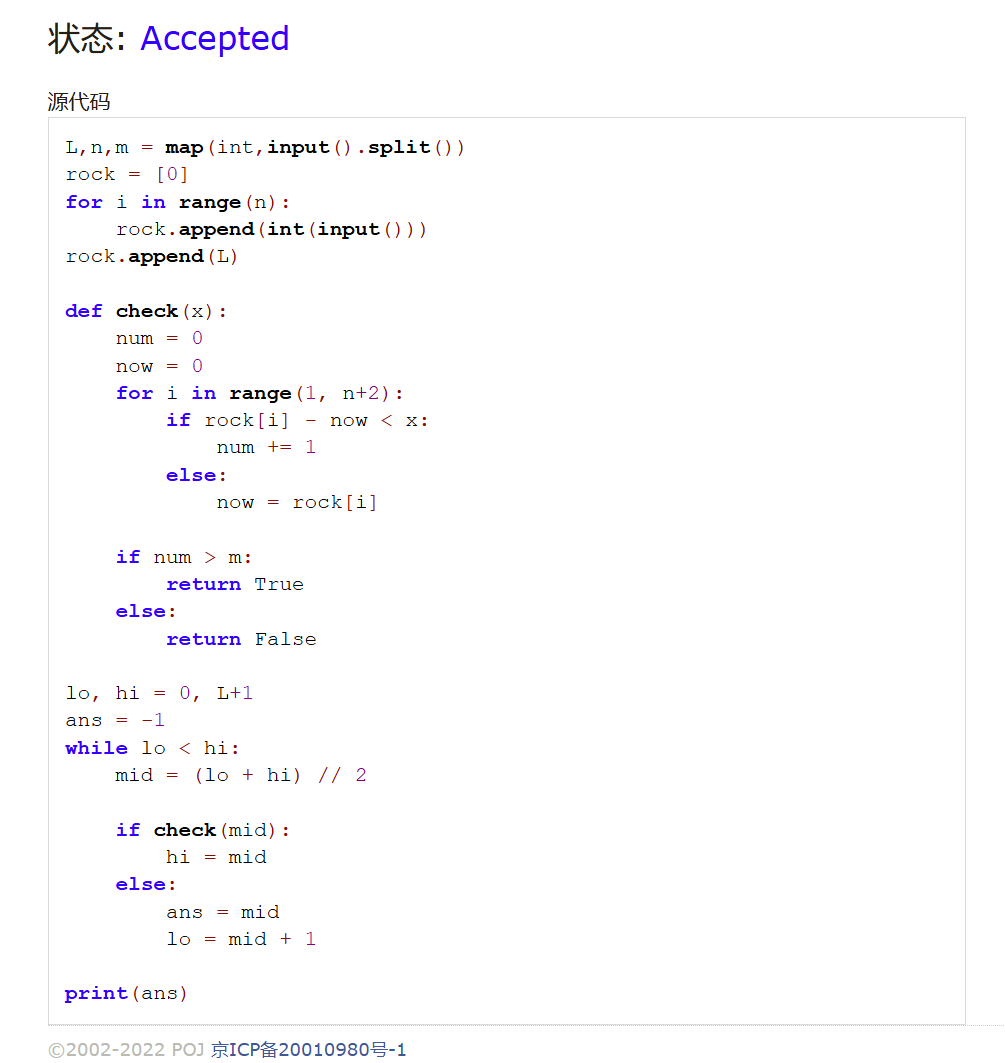 状态: Accepted
源代码
L,n,m = map(int,input().split())
rock = [0]
for i in range(n):
    rock.append(int(input()))
rock.append(L)
def check(x):
    num = 0
    now = 0
    for i in range(1, n+2):
        if rock[i] - now < x:
            num += 1
        else:
            now = rock[i]
    if num > m:
        return True
    else:
        return False
lo, hi = 0, L+1
ans = -1
while lo < hi:
    mid = (lo + hi) // 2
    if check(mid):
        hi = mid
    else:
        ans = mid
        lo = mid + 1
print(ans)
©2002-2022 POJ 京ICP备20010980号-1